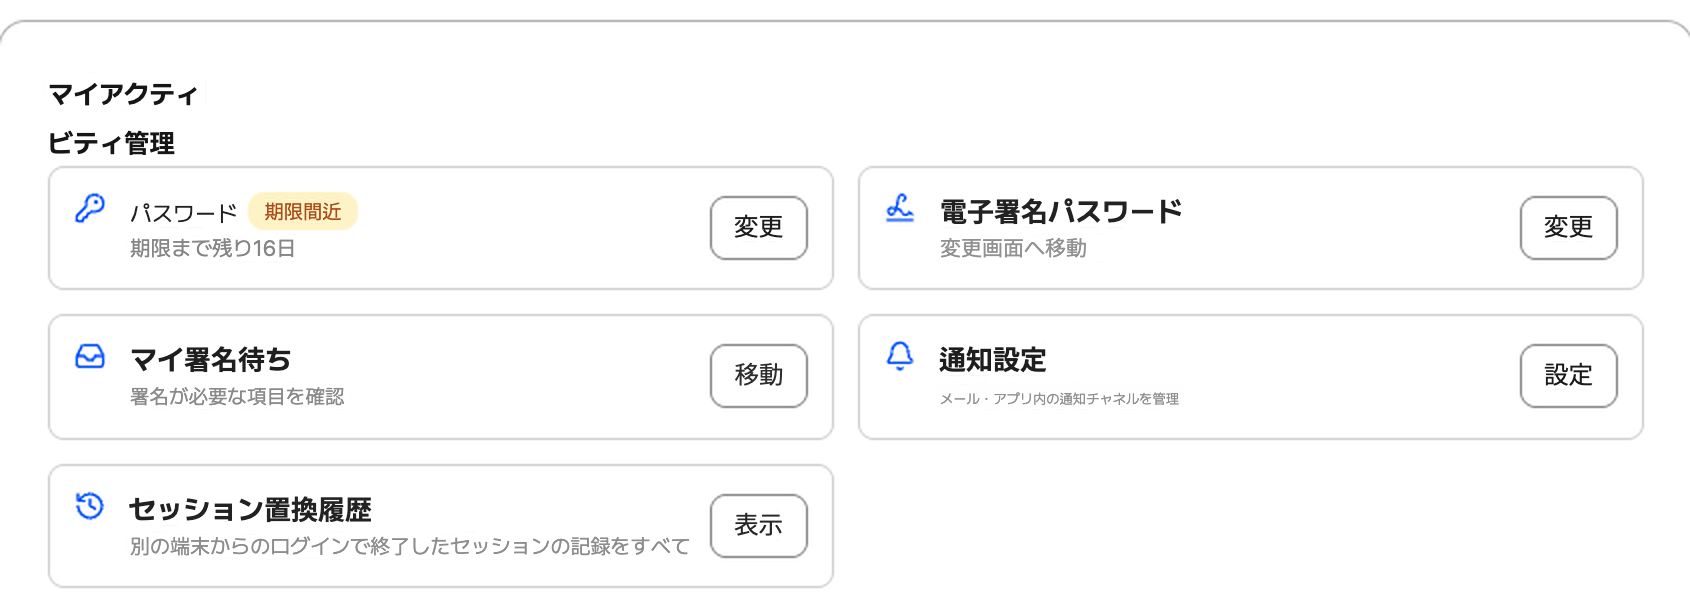 マイアクティ
ビティ管理
パスワード 期限間近
期限まで残り16日
変更
電子署名パスワード
変更画面へ移動
変更
マイ署名待ち
署名が必要な項目を確認
移動
通知設定
メール・アプリ内の通知チャネルを管理
設定
セッション置換履歴
別の端末からのログインで終了したセッションの記録をすべて
表示